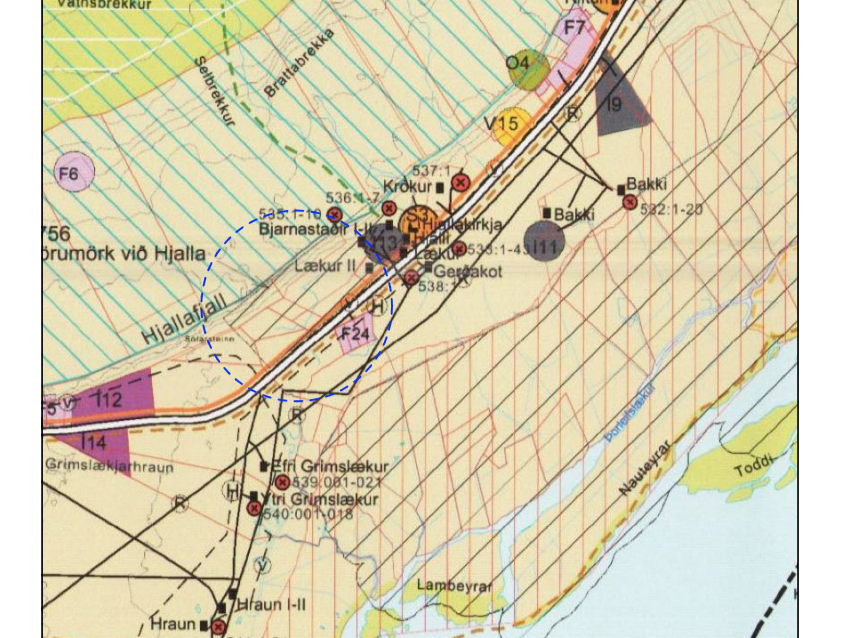 Vatnsbrekkur
F7
Selbrekkur
Brattabrekka
O4
I9
R
V15
F6
537:1
V
Krókur
536:1-7
Bakki
535:1-10
532:1-20
S3
Hjallakirkja
Bakki
Bjarnastaðir I-II
Hjalli
I11
533:1-43
Lækur
Lækur II
Gerðakot
538:1
Hjallafjall
V
H
F24
I12
V
I14
R
Þorleifslækur
Grímslækjarhraun
Efri Grímslækur
539.001-021
Nauteyrar
Toddi
H
R
Ytri Grímslækur
540:001-018
V
Lambeyrar
Hraun I-II
Hraun